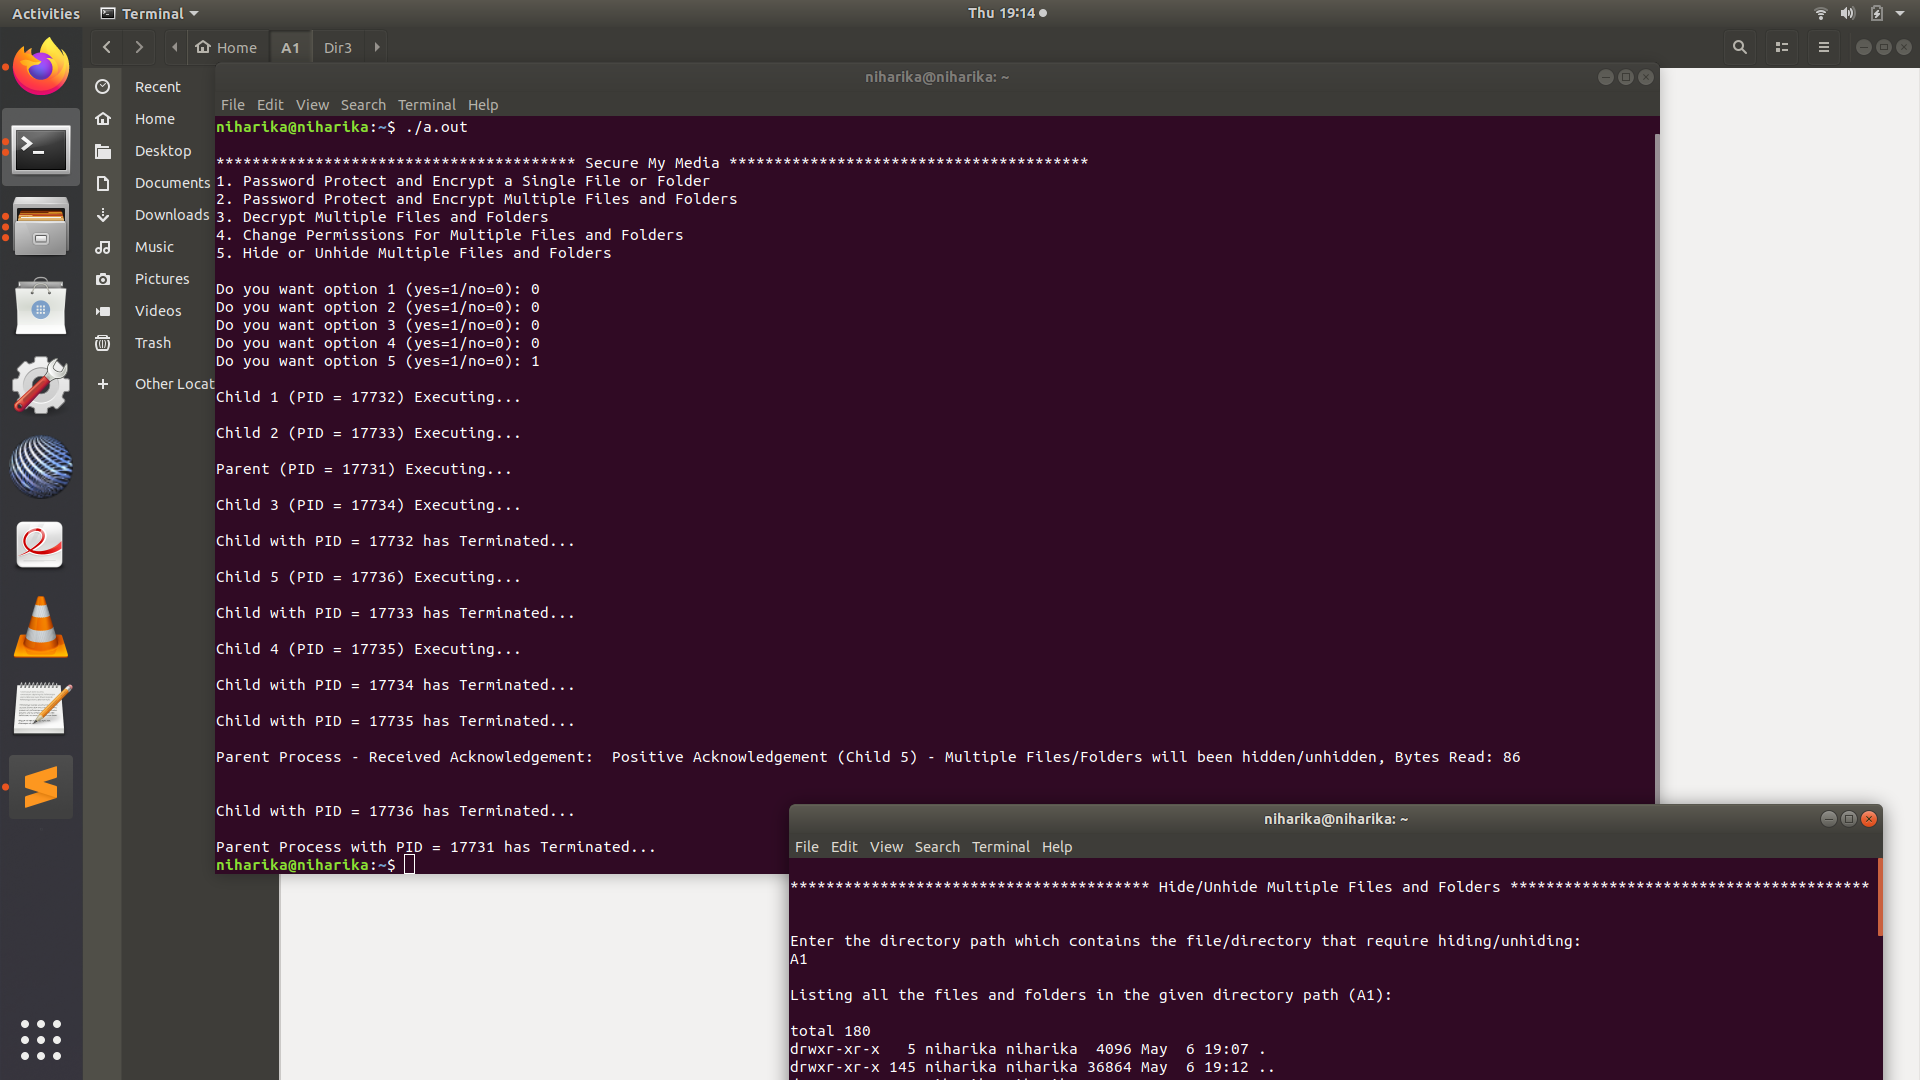 Activities Terminal Thu 19:14
Home A1 Dir3
Recent
Home
Desktop
Documents
Downloads
Music
Pictures
Videos
Trash
Other Locat
niharika@niharika: ~
File Edit View Search Terminal Help
niharika@niharika:~$ ./a.out
**************************************** Secure My Media ****************************************
1. Password Protect and Encrypt a Single File or Folder
2. Password Protect and Encrypt Multiple Files and Folders
3. Decrypt Multiple Files and Folders
4. Change Permissions For Multiple Files and Folders
5. Hide or Unhide Multiple Files and Folders
Do you want option 1 (yes=1/no=0): 0
Do you want option 2 (yes=1/no=0): 0
Do you want option 3 (yes=1/no=0): 0
Do you want option 4 (yes=1/no=0): 0
Do you want option 5 (yes=1/no=0): 1
Child 1 (PID = 17732) Executing...
Child 2 (PID = 17733) Executing...
Parent (PID = 17731) Executing...
Child 3 (PID = 17734) Executing...
Child with PID = 17732 has Terminated...
Child 5 (PID = 17736) Executing...
Child with PID = 17733 has Terminated...
Child 4 (PID = 17735) Executing...
Child with PID = 17734 has Terminated...
Child with PID = 17735 has Terminated...
Parent Process - Received Acknowledgement:  Positive Acknowledgement (Child 5) - Multiple Files/Folders will been hidden/unhidden, Bytes Read: 86
Child with PID = 17736 has Terminated...
Parent Process with PID = 17731 has Terminated...
niharika@niharika:~$
niharika@niharika: ~
File Edit View Search Terminal Help
**************************************** Hide/Unhide Multiple Files and Folders ****************************************
Enter the directory path which contains the file/directory that require hiding/unhiding:
A1
Listing all the files and folders in the given directory path (A1):
total 180
drwxr-xr-x   5 niharika niharika  4096 May  6 19:07 .
drwxr-xr-x 145 niharika niharika 36864 May  6 19:12 ..